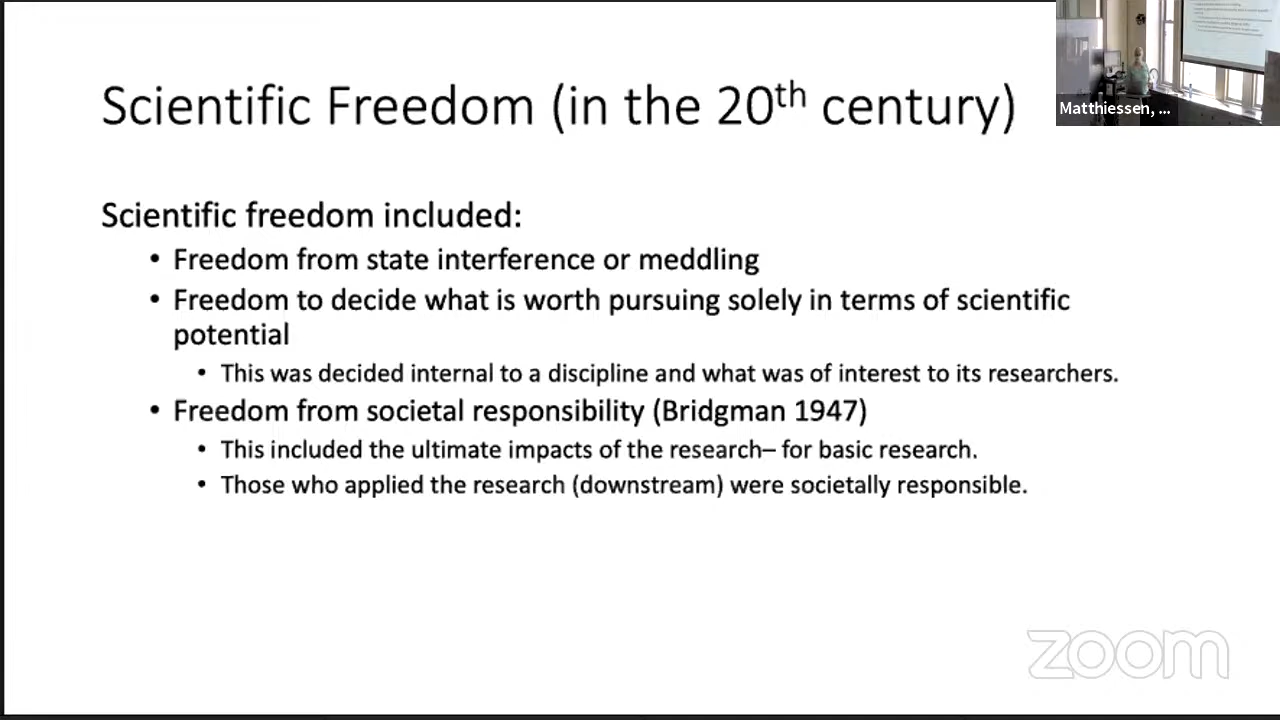 Scientific Freedom (in the 20th century)
Matthiessen, ...
Scientific freedom included:
• Freedom from state interference or meddling
• Freedom to decide what is worth pursuing solely in terms of scientific
potential
• This was decided internal to a discipline and what was of interest to its researchers.
• Freedom from societal responsibility (Bridgman 1947)
• This included the ultimate impacts of the research– for basic research.
• Those who applied the research (downstream) were societally responsible.
zoom